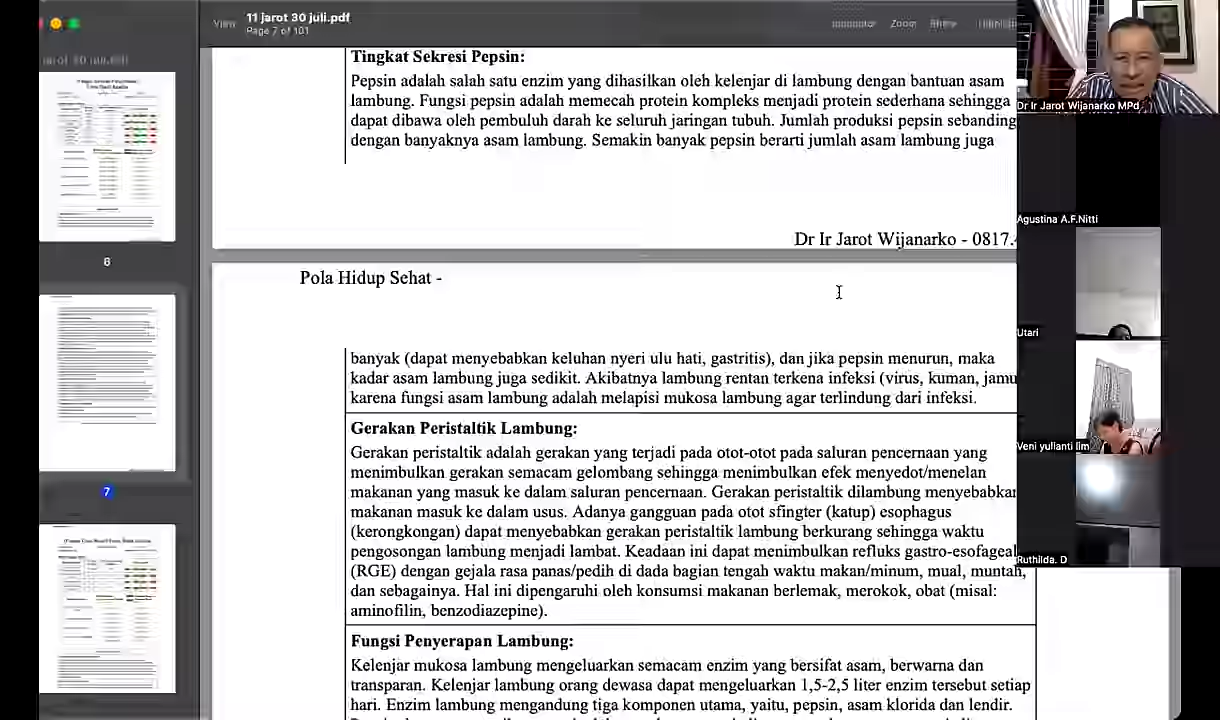 View
11 jarot 30 juli.pdf
Page 7 of 101
Zoom
Share
Highlight
jarot 30 juli.pdf
6
7
Tingkat Sekresi Pepsin:
Pepsin adalah salah satu enzim yang dihasilkan oleh kelenjar di lambung dengan bantuan asam
lambung. Fungsi pepsin adalah memecah protein kompleks menjadi protein sederhana sehingga
dapat dibawa oleh pembuluh darah ke seluruh jaringan tubuh. Jumlah produksi pepsin sebanding
dengan banyaknya asam lambung. Semakin banyak pepsin berarti jumlah asam lambung juga
Dr Ir Jarot Wijanarko - 0817.
Pola Hidup Sehat -
banyak (dapat menyebabkan keluhan nyeri ulu hati, gastritis), dan jika pepsin menurun, maka
kadar asam lambung juga sedikit. Akibatnya lambung rentan terkena infeksi (virus, kuman, jamu
karena fungsi asam lambung adalah melapisi mukosa lambung agar terlindung dari infeksi.
Gerakan Peristaltik Lambung:
Gerakan peristaltik adalah gerakan yang terjadi pada otot-otot pada saluran pencernaan yang
menimbulkan gerakan semacam gelombang sehingga menimbulkan efek menyedot/menelan
makanan yang masuk ke dalam saluran pencernaan. Gerakan peristaltik dilambung menyebabkan
makanan masuk ke dalam usus. Adanya gangguan pada otot sfingter (katup) esophagus
(kerongkongan) dapat menyebabkan gerakan peristaltik lambung berkurang sehingga waktu
pengosongan lambung menjadi lambat. Keadaan ini dapat menimbulkan refluks gastro-esofageal
(RGE) dengan gejala rasa panas/pedih di dada bagian tengah waktu makan/minum, mual, muntah,
dan sebagainya. Hal ini dipengaruhi oleh konsumsi makanan berlemak, merokok, obat (misal:
aminofilin, benzodiazepine).
Fungsi Penyerapan Lambung:
Kelenjar mukosa lambung mengeluarkan semacam enzim yang bersifat asam, berwarna dan
transparan. Kelenjar lambung orang dewasa dapat mengeluarkan 1,5-2,5 liter enzim tersebut setiap
hari. Enzim lambung mengandung tiga komponen utama, yaitu, pepsin, asam klorida dan lendir.
Dr Ir Jarot Wijanarko MPd
Agustina A.F.Nitti
Utari
Veni yulianti lim
Ruthilda. D